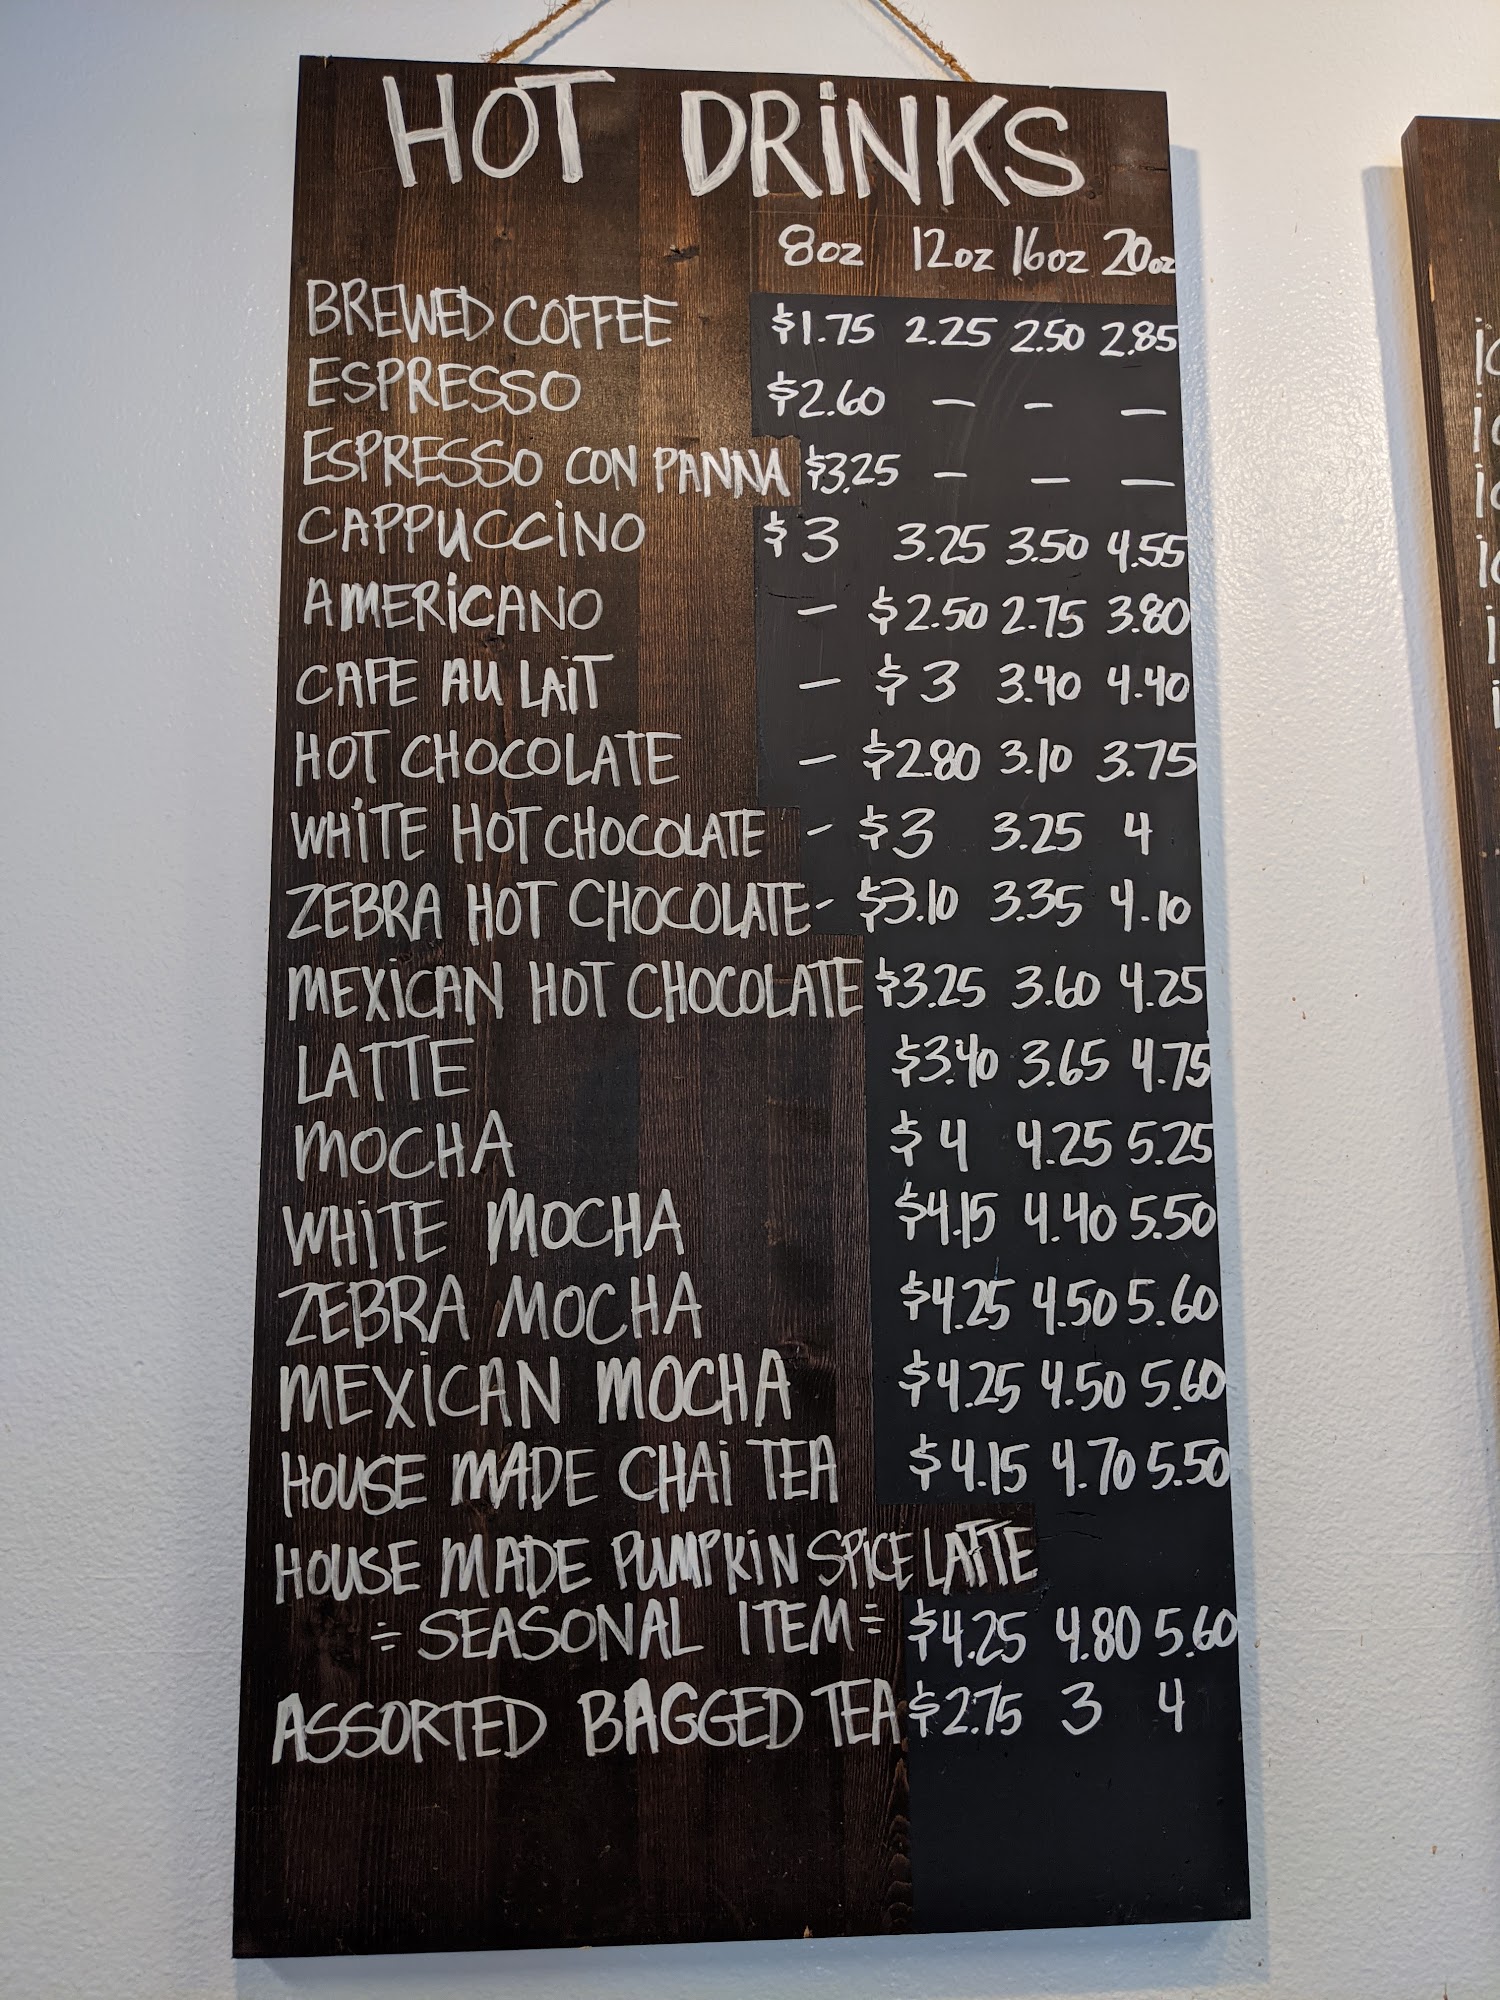 HOT DRiNKS
8oz 12oz 16oz 20oz
BREWED COFFEE $1.75 2.25 2.50 2.85
ESPRESSO $2.60 — – —
ESPRESSO CON PANNA $3.25 – – —
CAPPUCCiNO $3 3.25 3.50 4.55
AMERiCANO – $2.50 2.75 3.80
CAFE AU LAiT – $3 3.40 4.40
HOT CHOCOLATE – $2.80 3.10 3.75
WHiTE HOT CHOCOLATE – $3 3.25 4
ZEBRA HOT CHOCOLATE - $3.10 3.35 4.10
MEXiCAN HOT CHOCOLATE $3.25 3.60 4.25
LATTE $3.40 3.65 4.75
MOCHA $4 4.25 5.25
WHiTE MOCHA $4.15 4.40 5.50
ZEBRA MOCHA $4.25 4.50 5.60
MEXiCAN MOCHA $4.25 4.50 5.60
HOUSE MADE CHAi TEA $4.15 4.70 5.50
HOUSE MADE PUMPKiN SPICE LATTE
÷ SEASONAL ITEM ÷ $4.25 4.80 5.60
ASSORTED BAGGED TEA $2.75 3 4